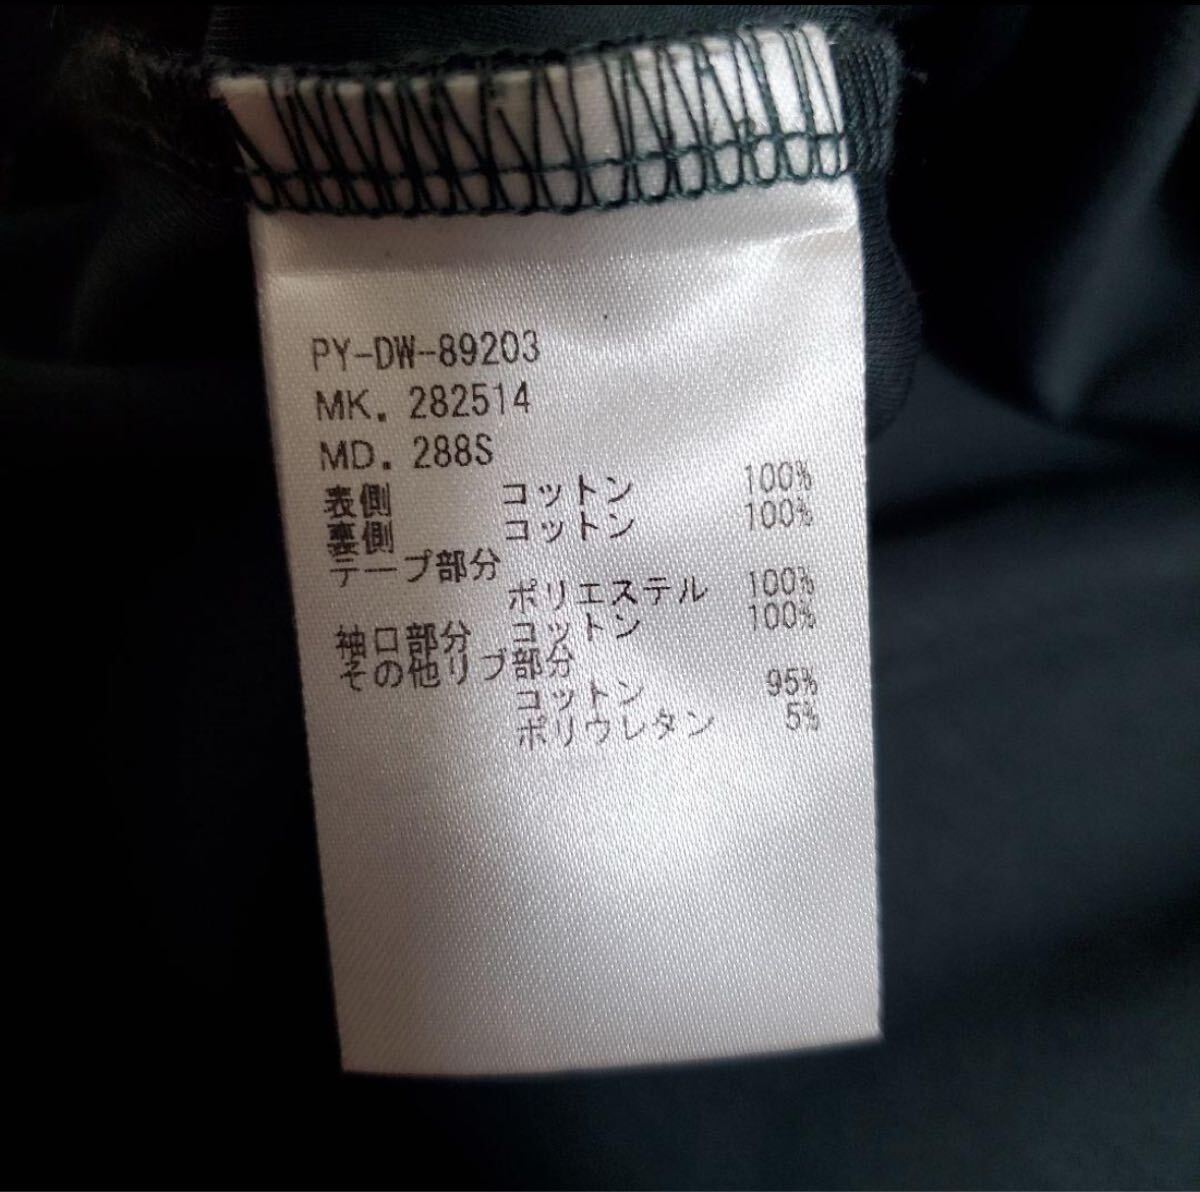 PY-DW-89203
MK. 282514
MD. 288S
表側 コットン 100%
裏側 コットン 100%
テープ部分
ポリエステル 100%
袖口部分 コットン 100%
その他リブ部分
コットン 95%
ポリウレタン 5%